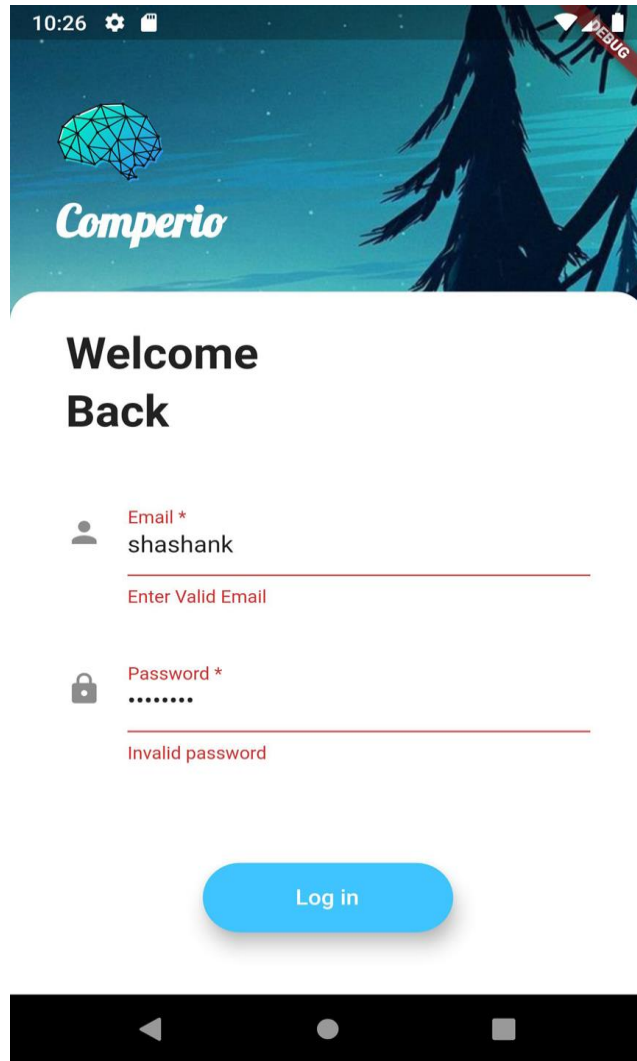 10:26
DEBUG
Comperio
Welcome
Back
Email *
shashank
Enter Valid Email
Password *
••••••••
Invalid password
Log in